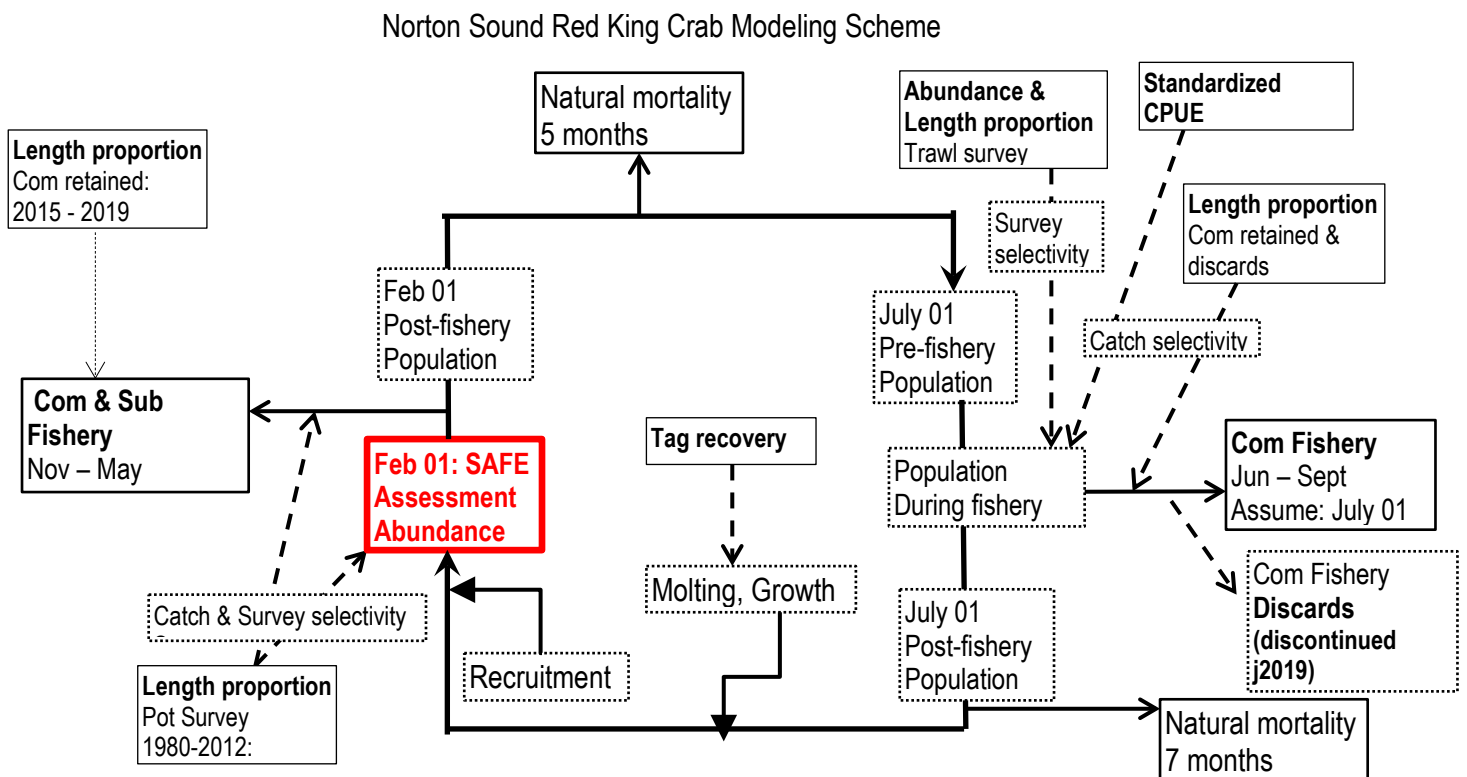 Norton Sound Red King Crab Modeling Scheme
Natural mortality
5 months
Abundance &
Length proportion
Trawl survey
Standardized
CPUE
Length proportion
Com retained:
2015 - 2019
Length proportion
Com retained &
discards
Survey
selectivity
Feb 01
Post-fishery
Population
July 01
Pre-fishery
Population
Catch selectivity
Com & Sub
Fishery
Nov – May
Feb 01: SAFE
Assessment
Abundance
Tag recovery
Population
During fishery
Com Fishery
Jun – Sept
Assume: July 01
Catch & Survey selectivity
Molting, Growth
Com Fishery
Discards
(discontinued
j2019)
July 01
Post-fishery
Population
Recruitment
Length proportion
Pot Survey
1980-2012:
Natural mortality
7 months